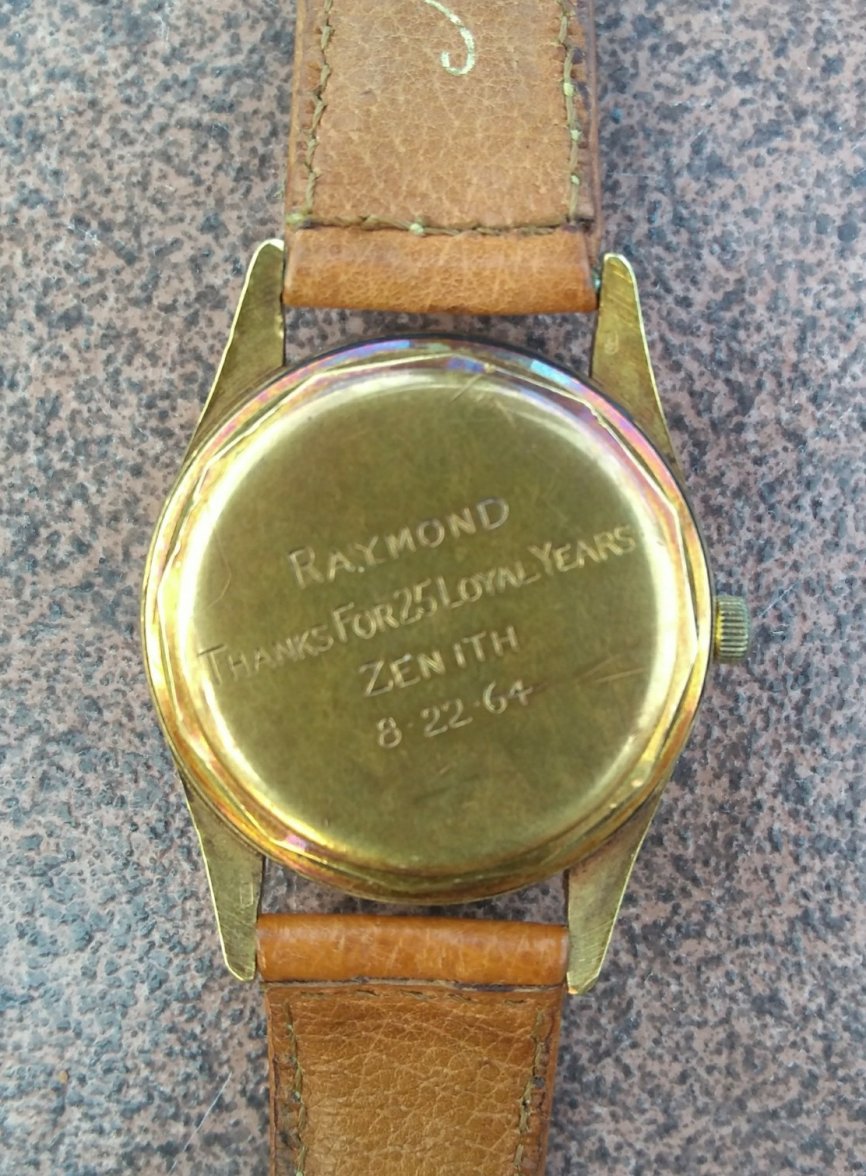 RAYMOND
THANKS FOR 25 LOYAL YEARS
ZENITH
8·22·64